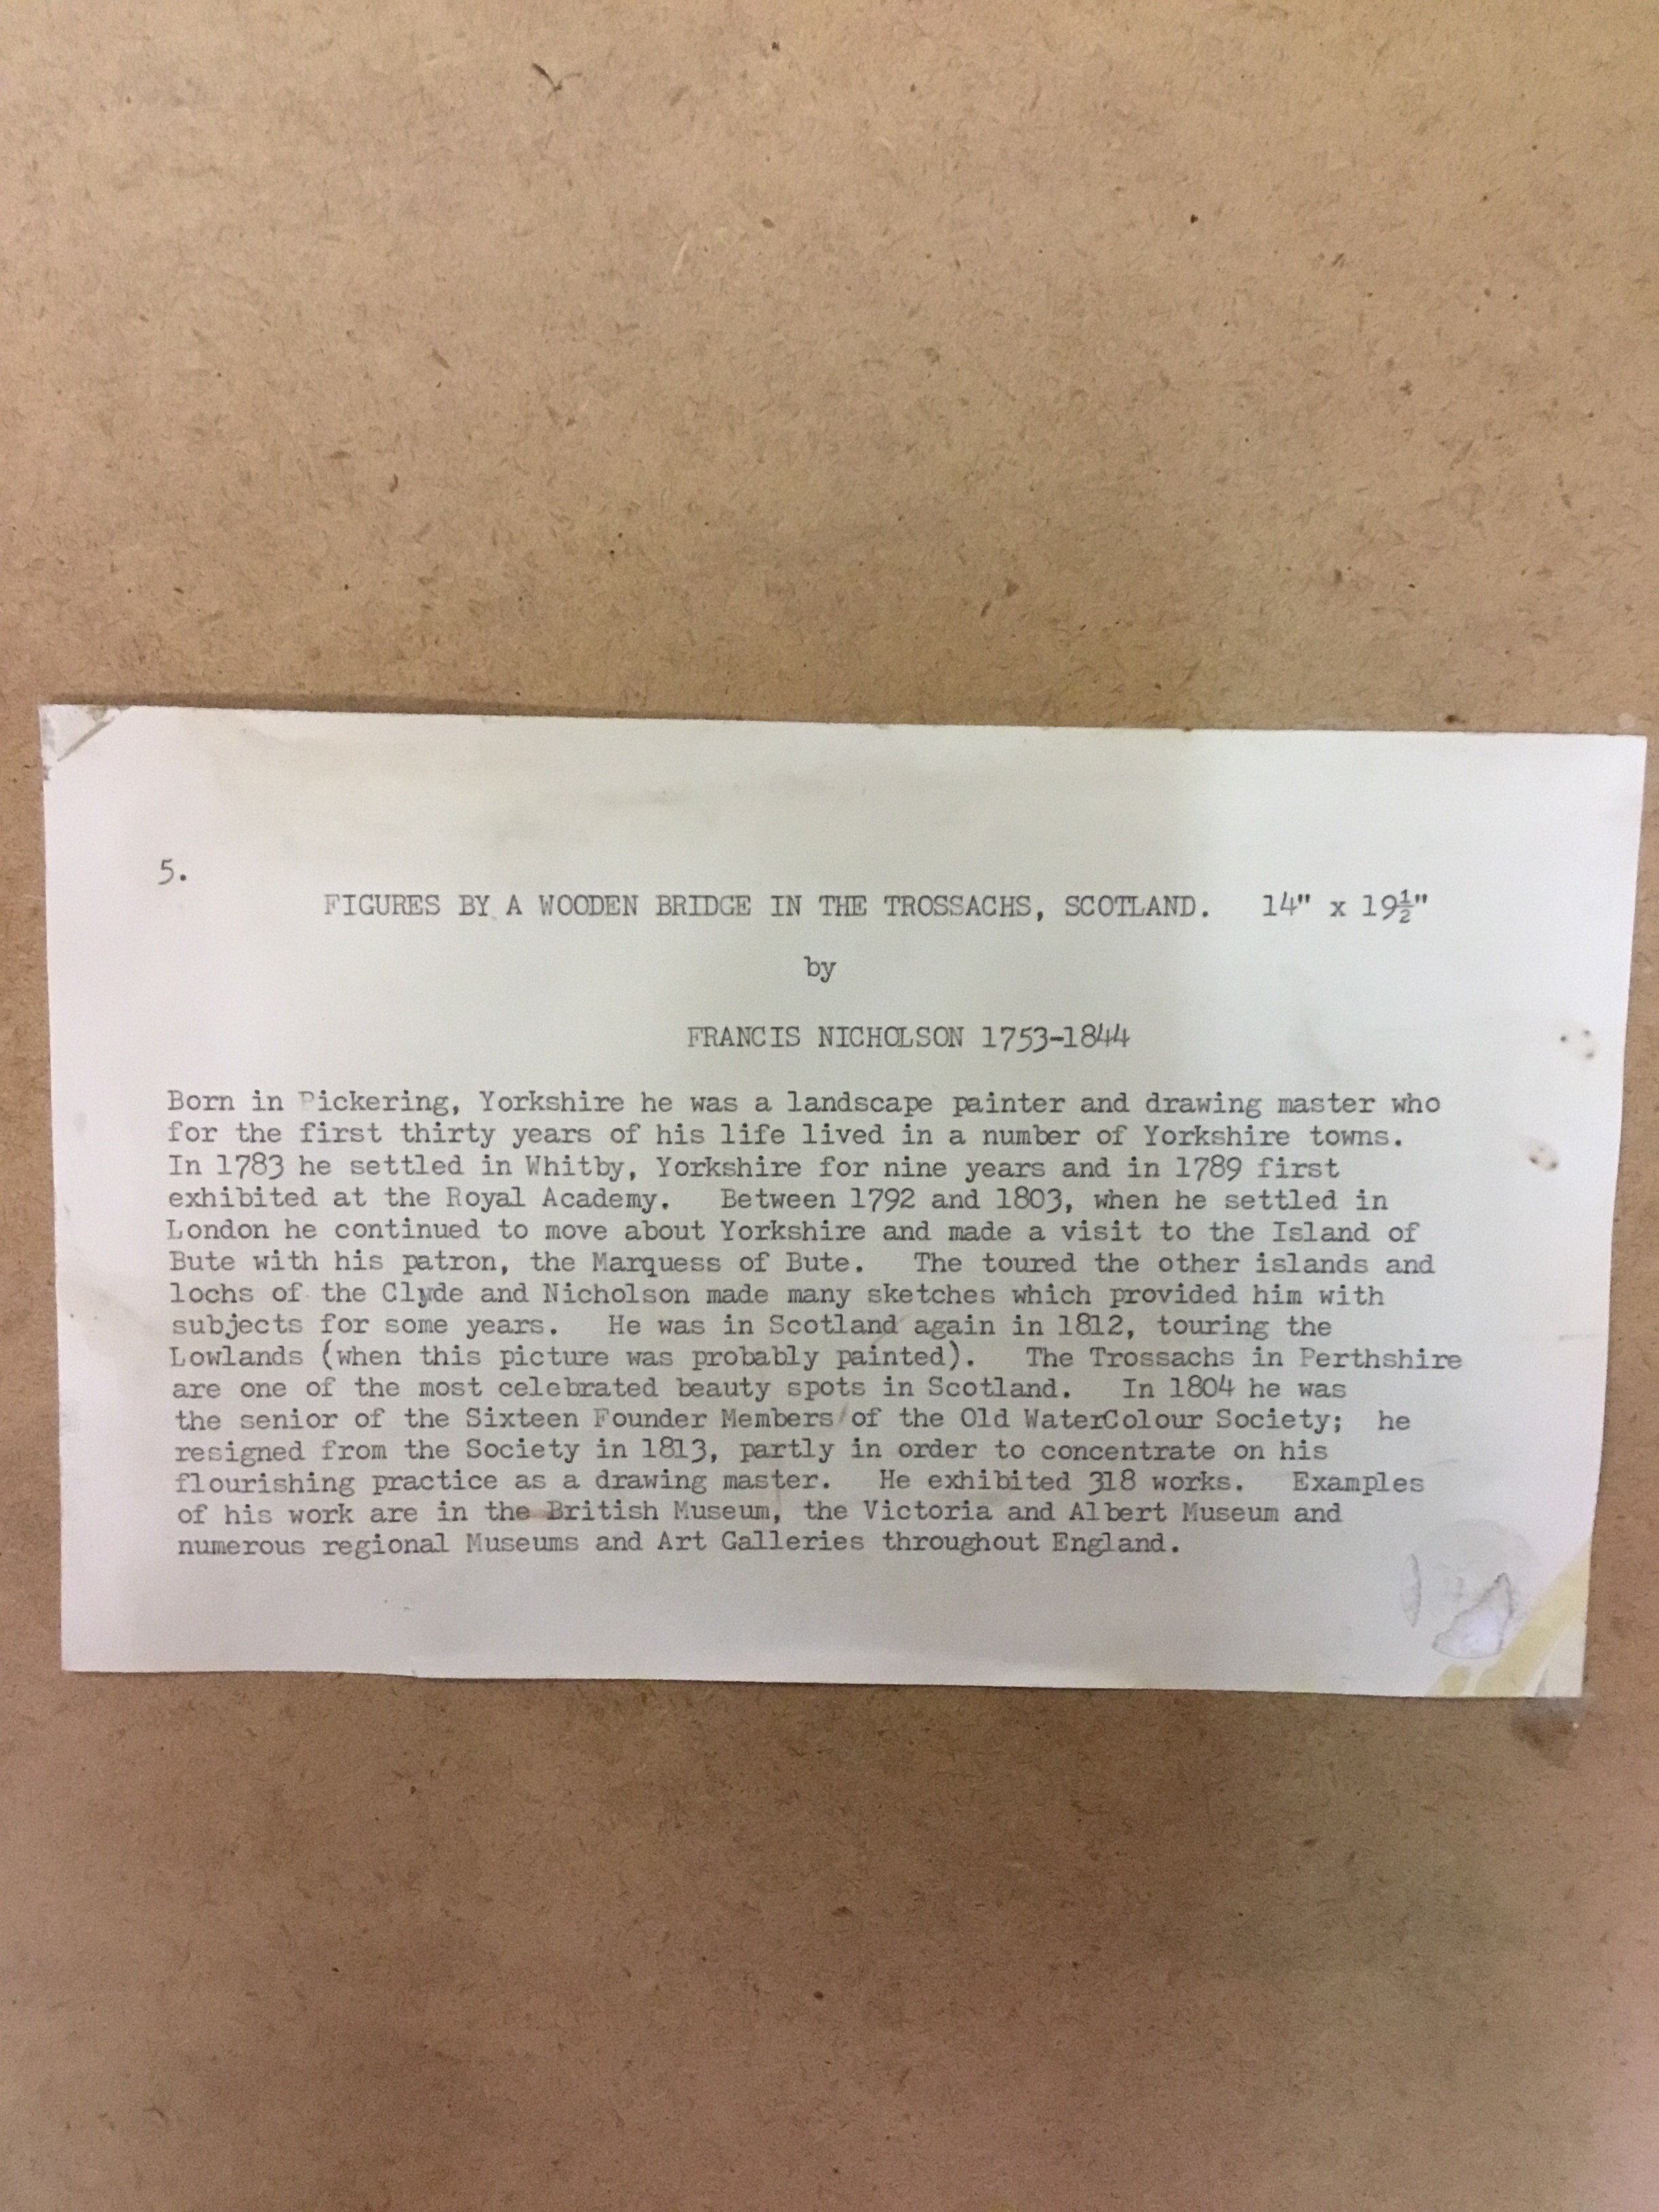 5.
FIGURES BY A WOODEN BRIDGE IN THE TROSSACHS, SCOTLAND. 14" x 19½"
by
FRANCIS NICHOLSON 1753-1844
Born in Pickering, Yorkshire he was a landscape painter and drawing master who
for the first thirty years of his life lived in a number of Yorkshire towns.
In 1783 he settled in Whitby, Yorkshire for nine years and in 1789 first
exhibited at the Royal Academy. Between 1792 and 1803, when he settled in
London he continued to move about Yorkshire and made a visit to the Island of
Bute with his patron, the Marquess of Bute. The toured the other islands and
lochs of the Clyde and Nicholson made many sketches which provided him with
subjects for some years. He was in Scotland again in 1812, touring the
Lowlands (when this picture was probably painted). The Trossachs in Perthshire
are one of the most celebrated beauty spots in Scotland. In 1804 he was
the senior of the Sixteen Founder Members of the Old WaterColour Society; he
resigned from the Society in 1813, partly in order to concentrate on his
flourishing practice as a drawing master. He exhibited 318 works. Examples
of his work are in the British Museum, the Victoria and Albert Museum and
numerous regional Museums and Art Galleries throughout England.